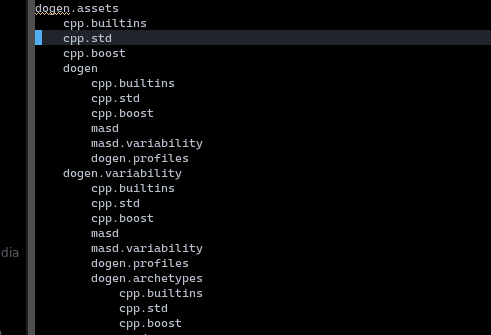 dogen.assets
cpp.builtins
cpp.std
cpp.boost
dogen
cpp.builtins
cpp.std
cpp.boost
masd
masd.variability
dogen.profiles
dogen.variability
cpp.builtins
cpp.std
cpp.boost
masd
dia
masd.variability
dogen.profiles
dogen.archetypes
cpp.builtins
cpp.std
cpp.boost